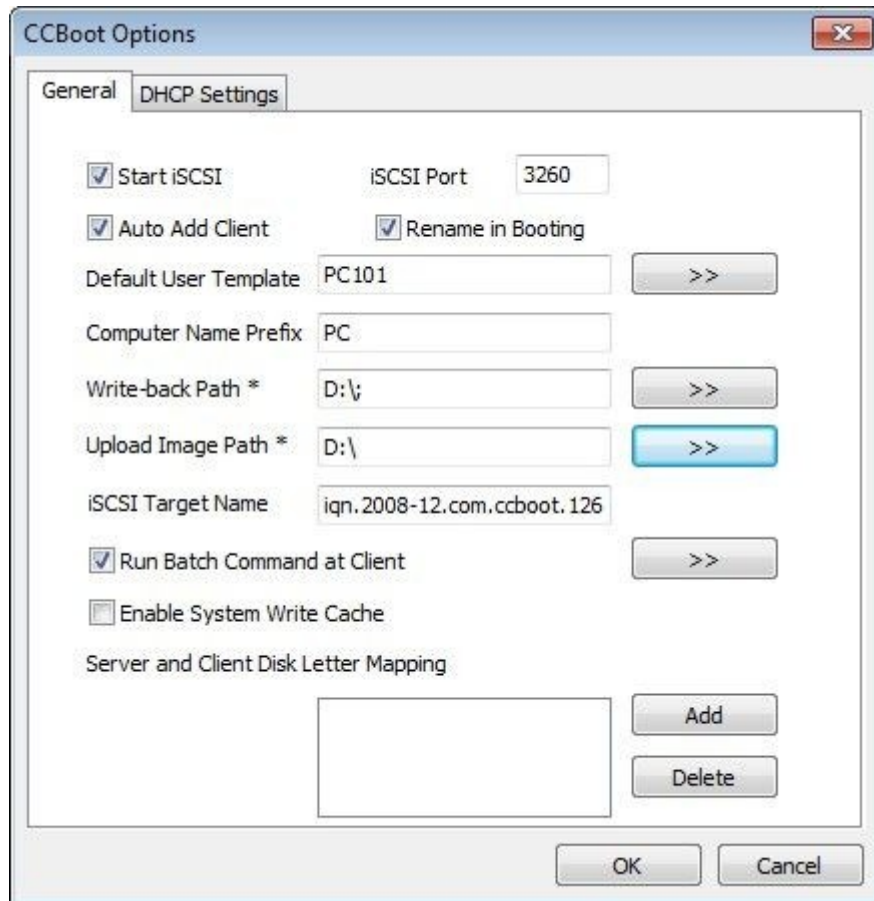 CCBoot Options
General DHCP Settings
Start iSCSI iSCSI Port 3260
Auto Add Client Rename in Booting
Default User Template PC101 >>
Computer Name Prefix PC
Write-back Path * D:\; >>
Upload Image Path * D:\ >>
iSCSI Target Name iqn.2008-12.com.ccboot.126
Run Batch Command at Client >>
Enable System Write Cache
Server and Client Disk Letter Mapping
Add
Delete
OK Cancel